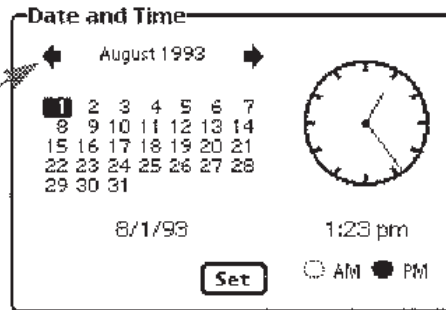 Date and Time
August 1993
1 2 3 4 5 6 7
8 9 10 11 12 13 14
15 16 17 18 19 20 21
22 23 24 25 26 27 28
29 30 31
8/1/93
1:23 pm
AM PM
Set